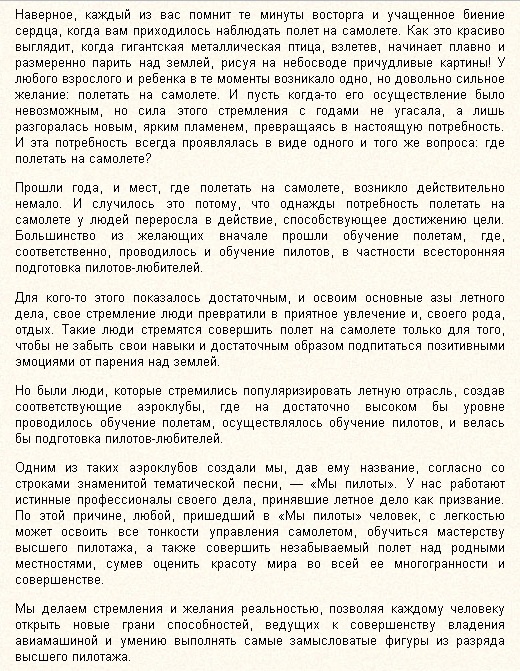 Наверное, каждый из вас помнит те минуты восторга и учащенное биение
сердца, когда вам приходилось наблюдать полет на самолете. Как это красиво
выглядит, когда гигантская металлическая птица, взлетев, начинает плавно и
размеренно парить над землей, рисуя на небосводе причудливые картины! У
любого взрослого и ребенка в те моменты возникало одно, но довольно сильное
желание: полетать на самолете. И пусть когда-то его осуществление было
невозможным, но сила этого стремления с годами не угасала, а лишь
разгоралась новым, ярким пламенем, превращаясь в настоящую потребность.
И эта потребность всегда проявлялась в виде одного и того же вопроса: где
полетать на самолете?
Прошли года, и мест, где полетать на самолете, возникло действительно
немало. И случилось это потому, что однажды потребность полетать на
самолете у людей переросла в действие, способствующее достижению цели.
Большинство из желающих вначале прошли обучение полетам, где,
соответственно, проводилось и обучение пилотов, в частности всесторонняя
подготовка пилотов-любителей.
Для кого-то этого показалось достаточным, и освоим основные азы летного
дела, свое стремление люди превратили в приятное увлечение и, своего рода,
отдых. Такие люди стремятся совершить полет на самолете только для того,
чтобы не забыть свои навыки и достаточным образом подпитаться позитивными
эмоциями от парения над землей.
Но были люди, которые стремились популяризировать летную отрасль, создав
соответствующие аэроклубы, где на достаточно высоком бы уровне
проводилось обучение полетам, осуществлялось обучение пилотов, и велась
бы подготовка пилотов-любителей.
Одним из таких аэроклубов создали мы, дав ему название, согласно со
строками знаменитой тематической песни, — «Мы пилоты». У нас работают
истинные профессионалы своего дела, принявшие летное дело как призвание.
По этой причине, любой, пришедший в «Мы пилоты» человек, с легкостью
может освоить все тонкости управления самолетом, обучиться мастерству
высшего пилотажа, а также совершить незабываемый полет над родными
местностями, сумев оценить красоту мира во всей ее многогранности и
совершенстве.
Мы делаем стремления и желания реальностью, позволяя каждому человеку
открыть новые грани способностей, ведущих к совершенству владения
авиамашиной и умению выполнять самые замысловатые фигуры из разряда
высшего пилотажа.